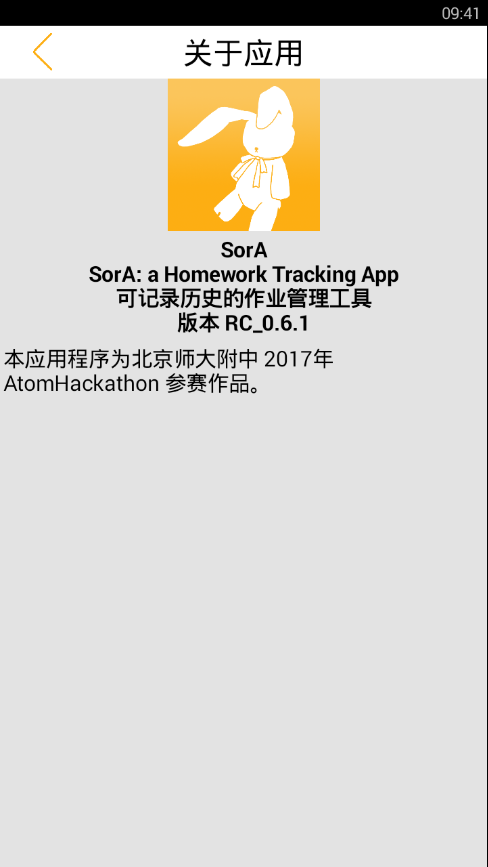 09:41
关于应用
SorA
SorA: a Homework Tracking App
可记录历史的作业管理工具
版本 RC_0.6.1
本应用程序为北京师大附中 2017年
AtomHackathon 参赛作品。